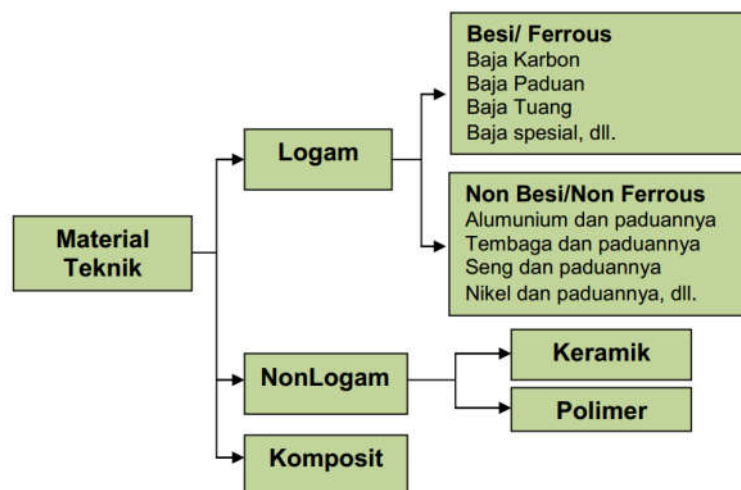 Material
Teknik
Logam
Besi/ Ferrous
Baja Karbon
Baja Paduan
Baja Tuang
Baja spesial, dll.
Non Besi/Non Ferrous
Alumunium dan paduannya
Tembaga dan paduannya
Seng dan paduannya
Nikel dan paduannya, dll.
NonLogam
Keramik
Polimer
Komposit